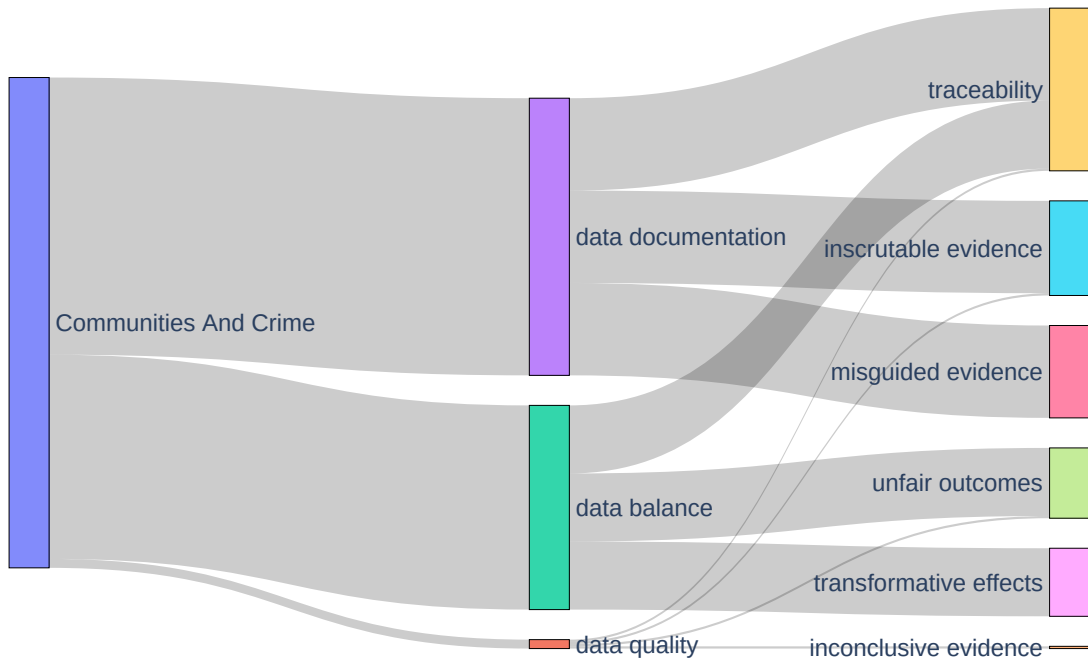 Communities And Crime
data documentation
data balance
data quality
traceability
inscrutable evidence
misguided evidence
unfair outcomes
transformative effects
inconclusive evidence